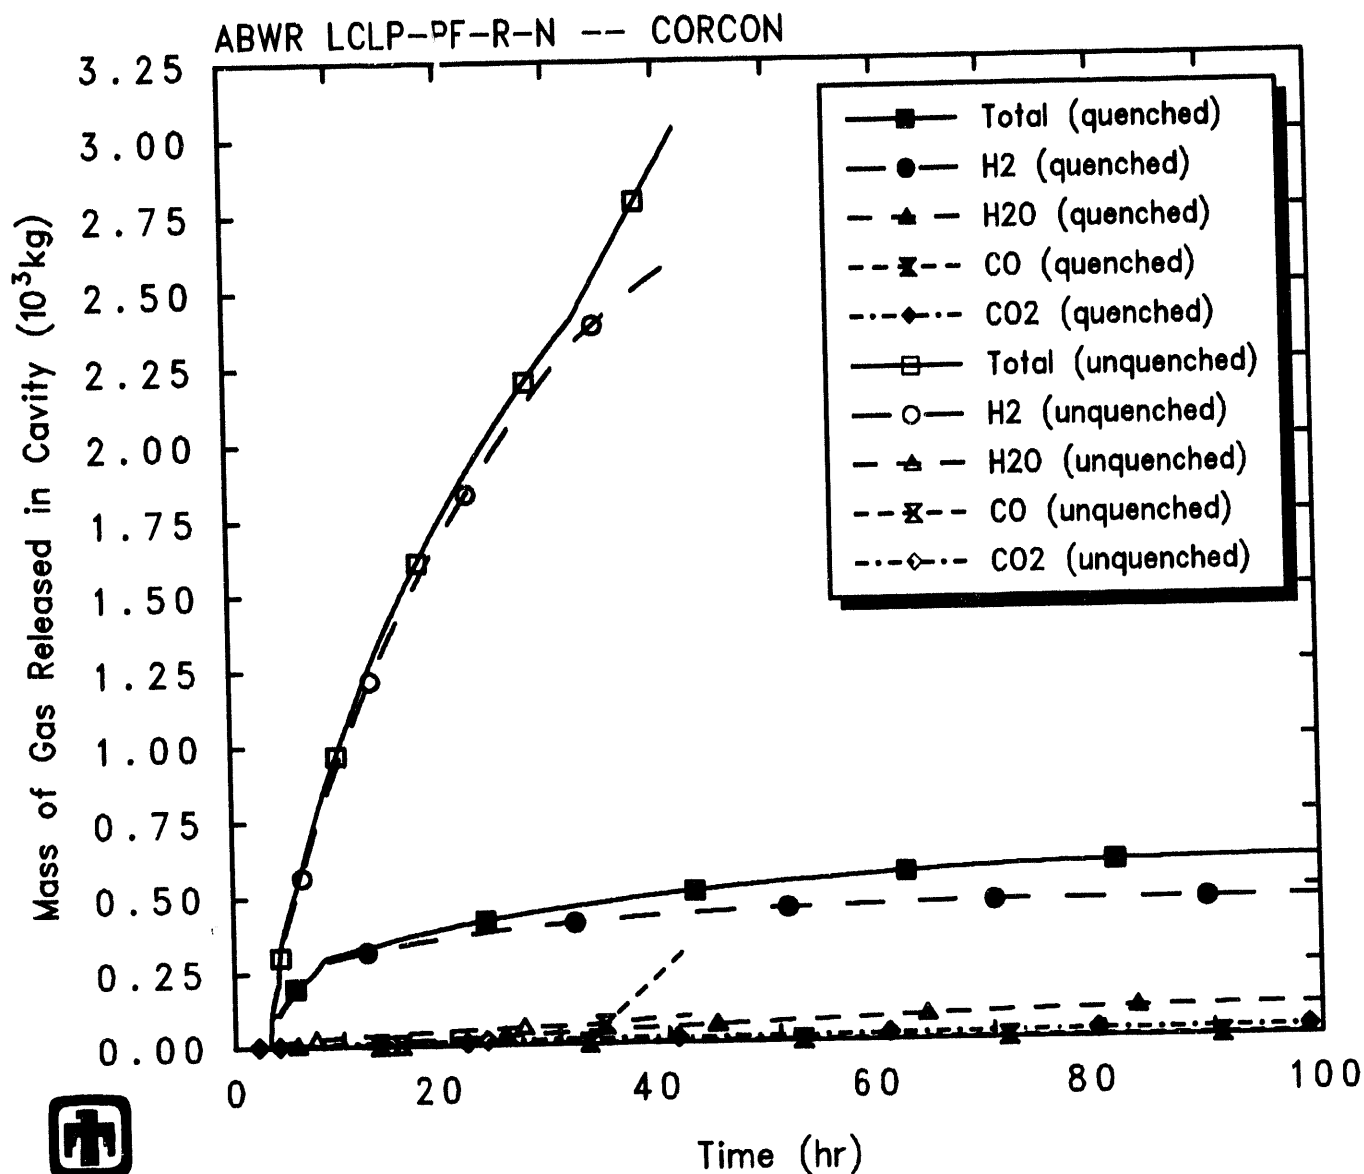 ABWR LCLP-PF-R-N -- CORCON
3.25
3.00
2.75
2.50
2.25
2.00
1.75
1.50
1.25
1.00
0.75
0.50
0.25
0.00
Mass of Gas Released in Cavity (10³kg)
Total (quenched)
H2 (quenched)
H2O (quenched)
CO (quenched)
CO2 (quenched)
Total (unquenched)
H2 (unquenched)
H2O (unquenched)
CO (unquenched)
CO2 (unquenched)
0 20 40 60 80 100
Time (hr)